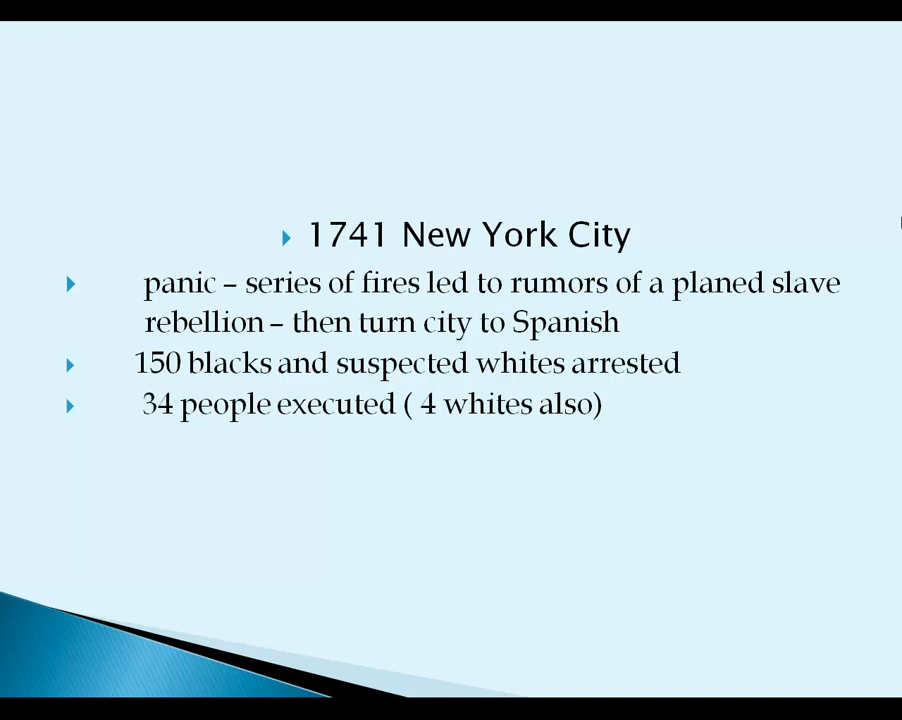 1741 New York City
panic – series of fires led to rumors of a planed slave
rebellion – then turn city to Spanish
150 blacks and suspected whites arrested
34 people executed ( 4 whites also)